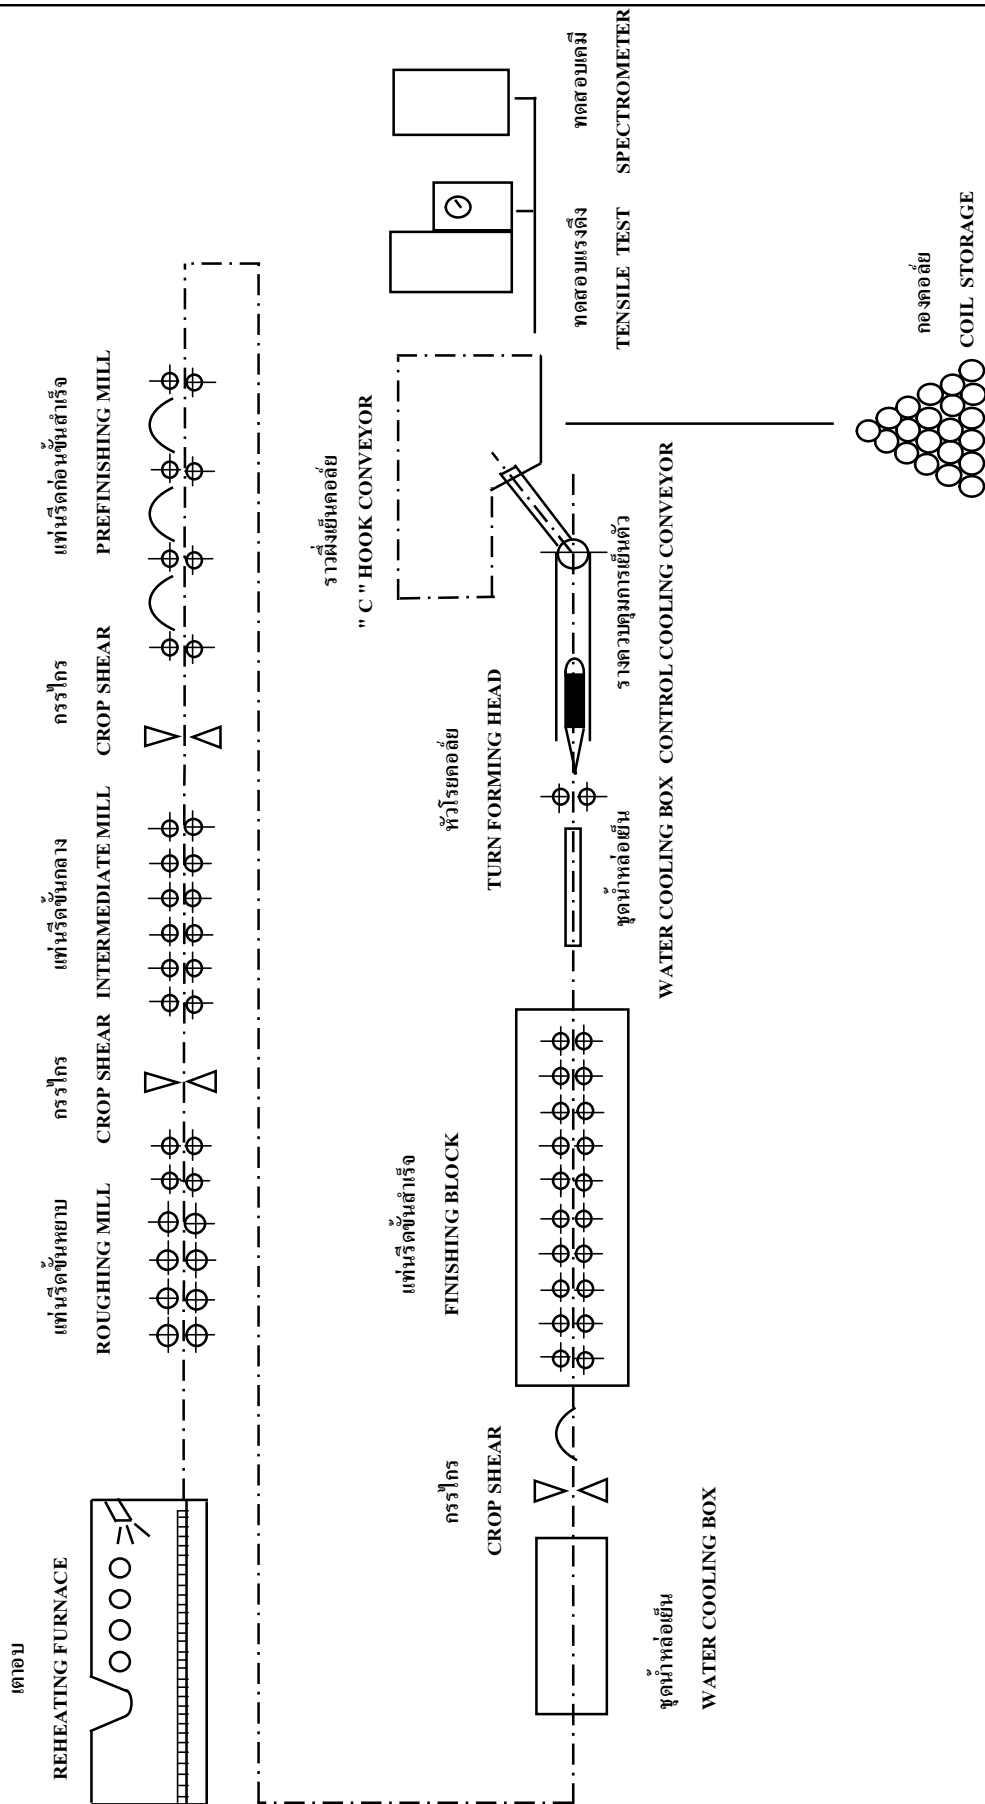 เตาอบ
REHEATING FURNACE
แท่นรีดขั้นหยาบ
ROUGHING MILL
กรรไกร
CROP SHEAR
แท่นรีดขั้นกลาง
INTERMEDIATE MILL
กรรไกร
CROP SHEAR
แท่นรีดก่อนขั้นสำเร็จ
PREFINISHING MILL
ชุดน้ำหล่อเย็น
WATER COOLING BOX
กรรไกร
CROP SHEAR
แท่นรีดขั้นสำเร็จ
FINISHING BLOCK
ชุดน้ำหล่อเย็น
WATER COOLING BOX
หัวโรยคอล์ย
TURN FORMING HEAD
รางควบคุมการเย็นตัว
CONTROL COOLING CONVEYOR
ราวผึ่งเย็นคอล์ย
" C " HOOK CONVEYOR
ทดสอบแรงดึง
TENSILE TEST
ทดสอบเคมี
SPECTROMETER
กองคอล์ย
COIL STORAGE